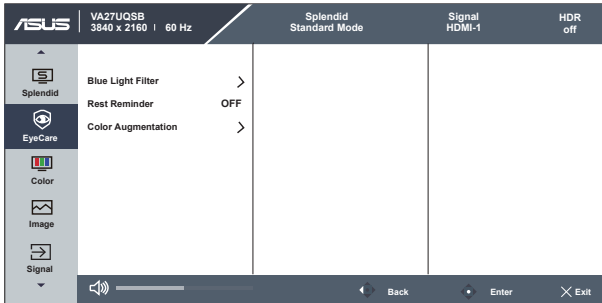 ASUS
VA27UQSB
3840 x 2160 | 60 Hz
Splendid
Standard Mode
Signal
HDMI-1
HDR
off
Splendid
EyeCare
Color
Image
Signal
Blue Light Filter
Rest Reminder OFF
Color Augmentation
Back
Enter
Exit